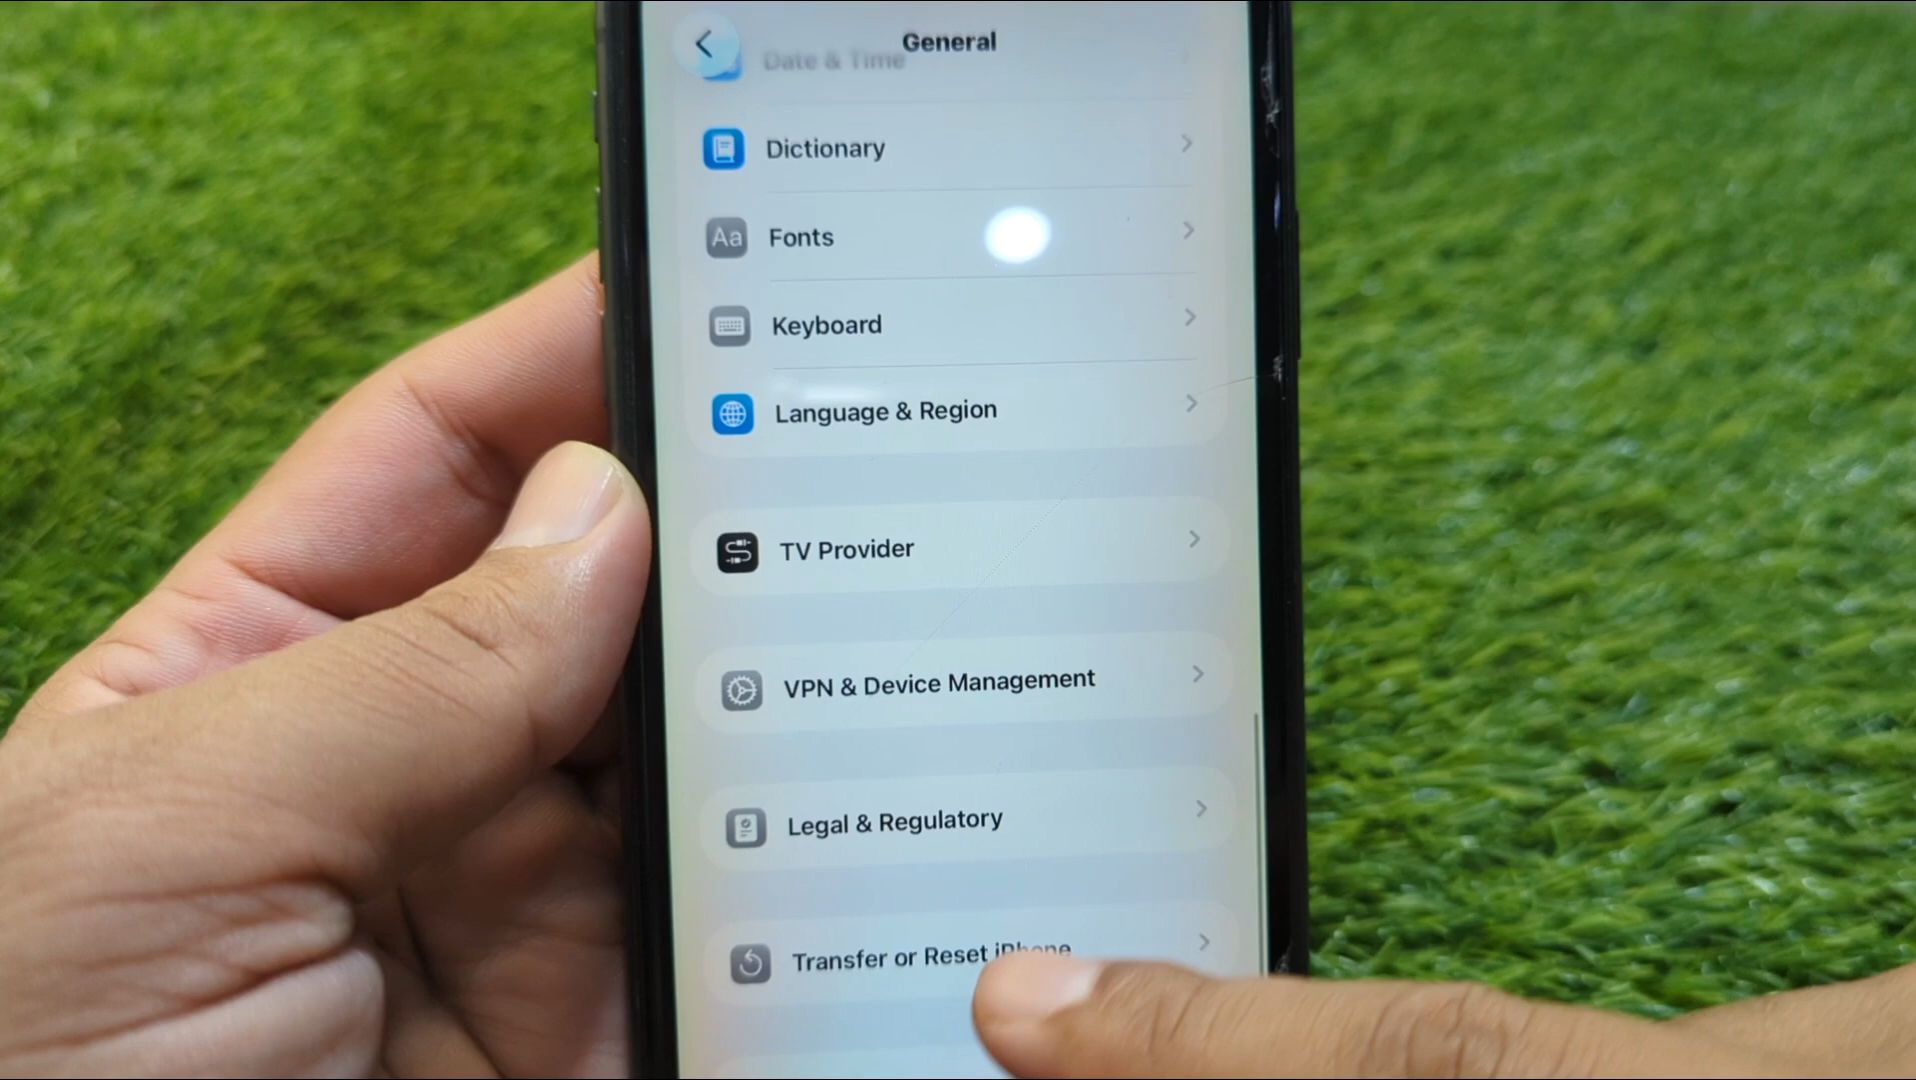 General
Date & Time
Dictionary
Aa
Fonts
Keyboard
Language & Region
TV Provider
VPN & Device Management
Legal & Regulatory
Transfer or Reset iPhone